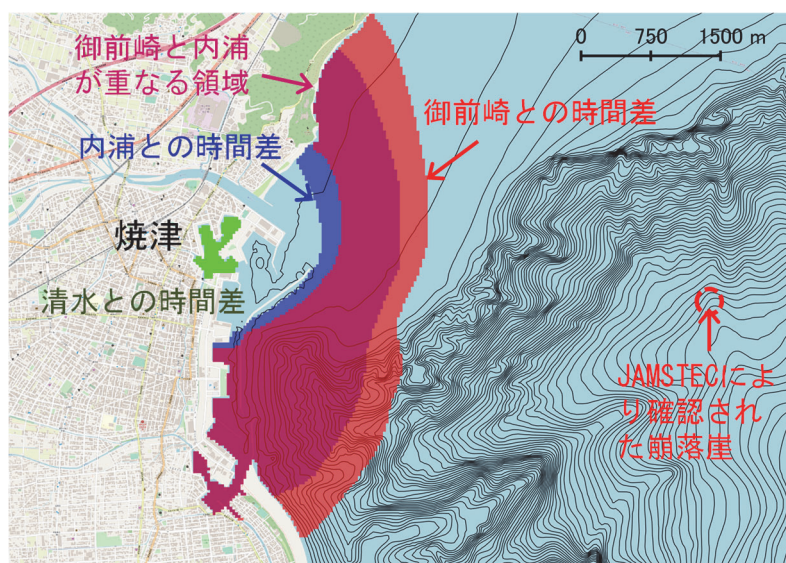 御前崎と内浦
が重なる領域
0 750 1500 m
御前崎との時間差
内浦との時間差
焼津
清水との時間差
JAMSTECによ
り確認され
た崩落崖